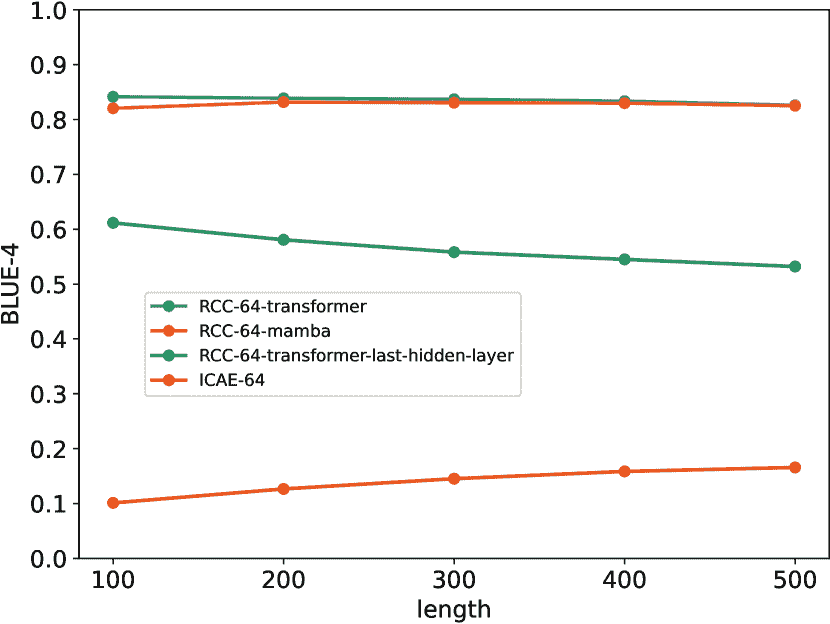 1.0
0.9
0.8
0.7
0.6
0.5
0.4
0.3
0.2
0.1
0.0
BLUE-4
RCC-64-transformer
RCC-64-mamba
RCC-64-transformer-last-hidden-layer
ICAE-64
100 200 300 400 500
length